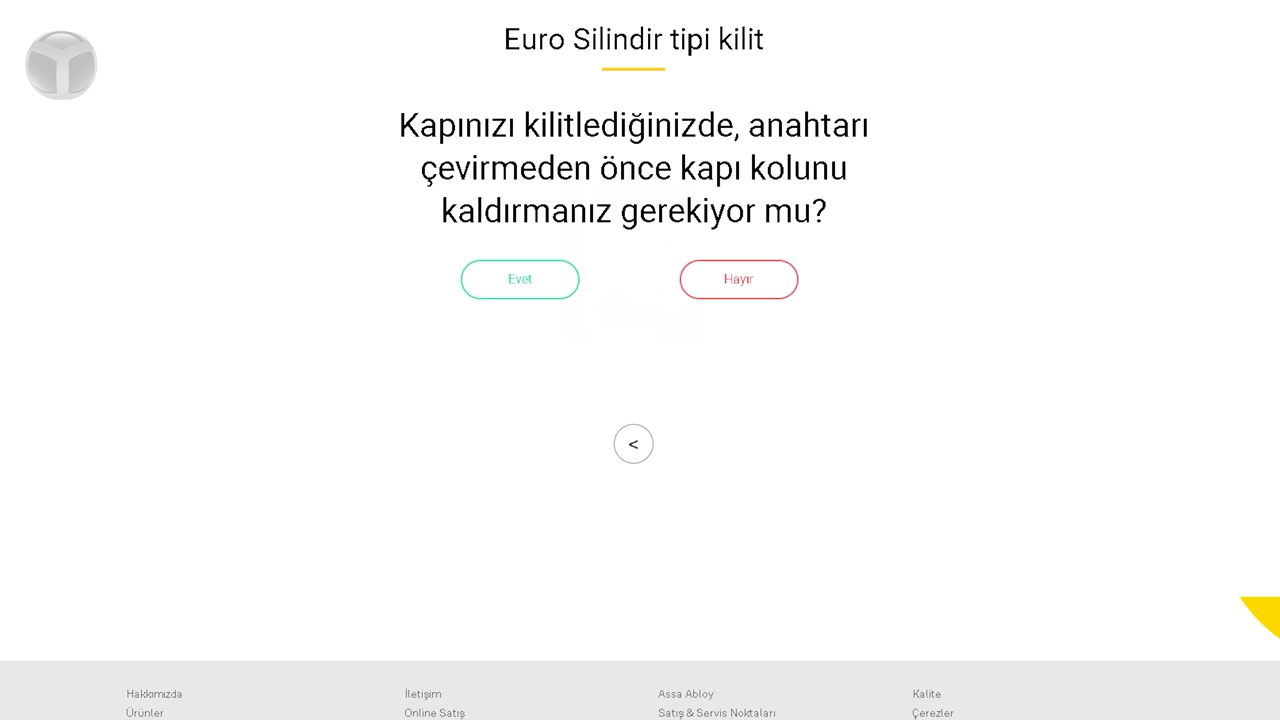 Euro Silindir tipi kilit
Kapınızı kilitlediğinizde, anahtarı
çevirmeden önce kapı kolunu
kaldırmanız gerekiyor mu?
Evet Hayır
<
Hakkımızda İletişim Assa Abloy Kalite
Ürünler Online Satış Satış & Servis Noktaları Çerezler